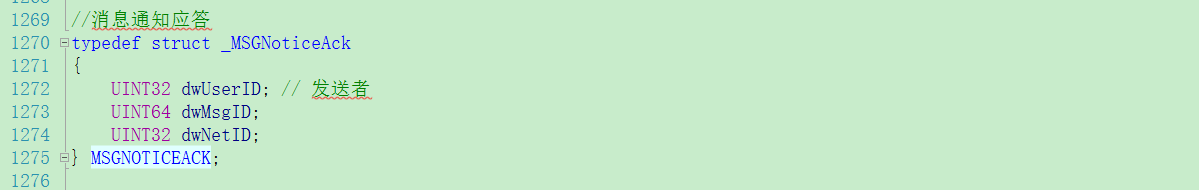 1269 //消息通知应答
1270 typedef struct _MSGNoticeAck
1271 {
1272 UINT32 dwUserID; // 发送者
1273 UINT64 dwMsgID;
1274 UINT32 dwNetID;
1275 } MSGNOTICEACK;
1276